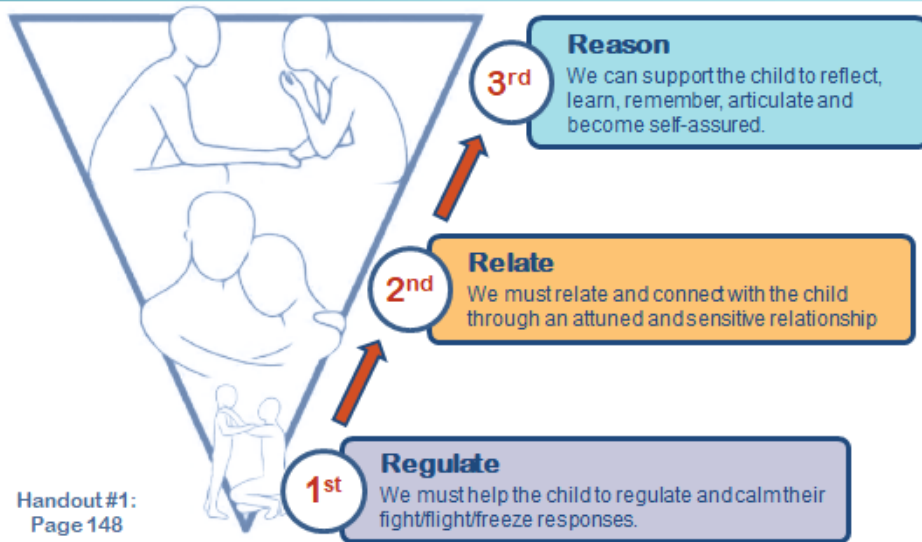 3rd
Reason
We can support the child to reflect,
learn, remember, articulate and
become self-assured.
2nd
Relate
We must relate and connect with the child
through an attuned and sensitive relationship
1st
Regulate
We must help the child to regulate and calm their
fight/flight/freeze responses.
Handout #1:
Page 148